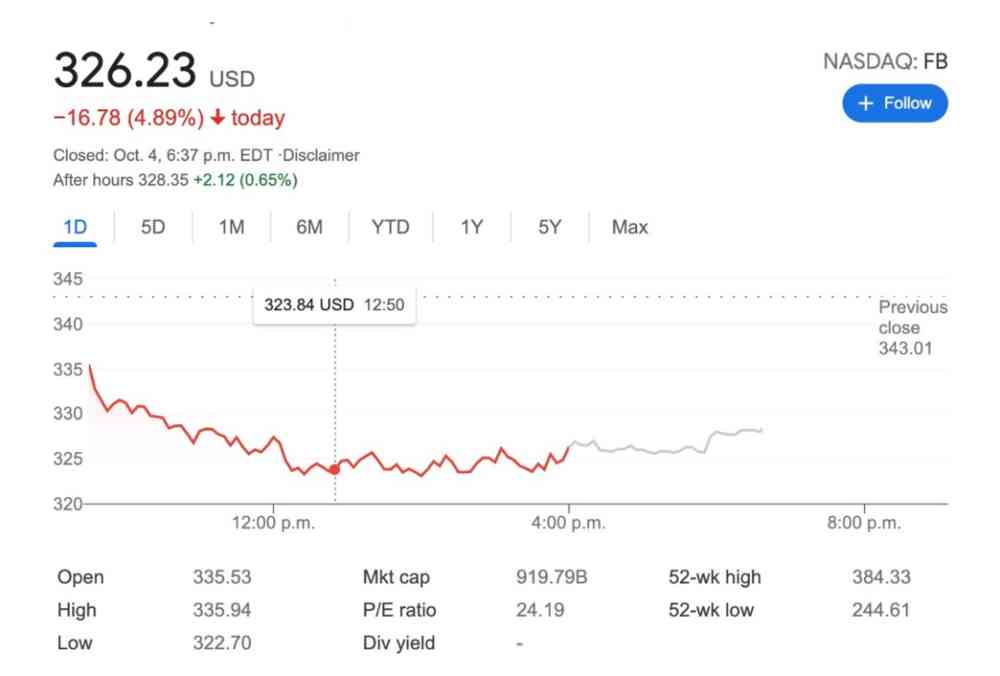 326.23 USD
NASDAQ: FB
−16.78 (4.89%) ↓ today
+ Follow
Closed: Oct. 4, 6:37 p.m. EDT ·Disclaimer
After hours 328.35 +2.12 (0.65%)
1D 5D 1M 6M YTD 1Y 5Y Max
345
323.84 USD 12:50
Previous
close
343.01
340
335
330
325
320
12:00 p.m. 4:00 p.m. 8:00 p.m.
Open 335.53 Mkt cap 919.79B 52-wk high 384.33
High 335.94 P/E ratio 24.19 52-wk low 244.61
Low 322.70 Div yield -